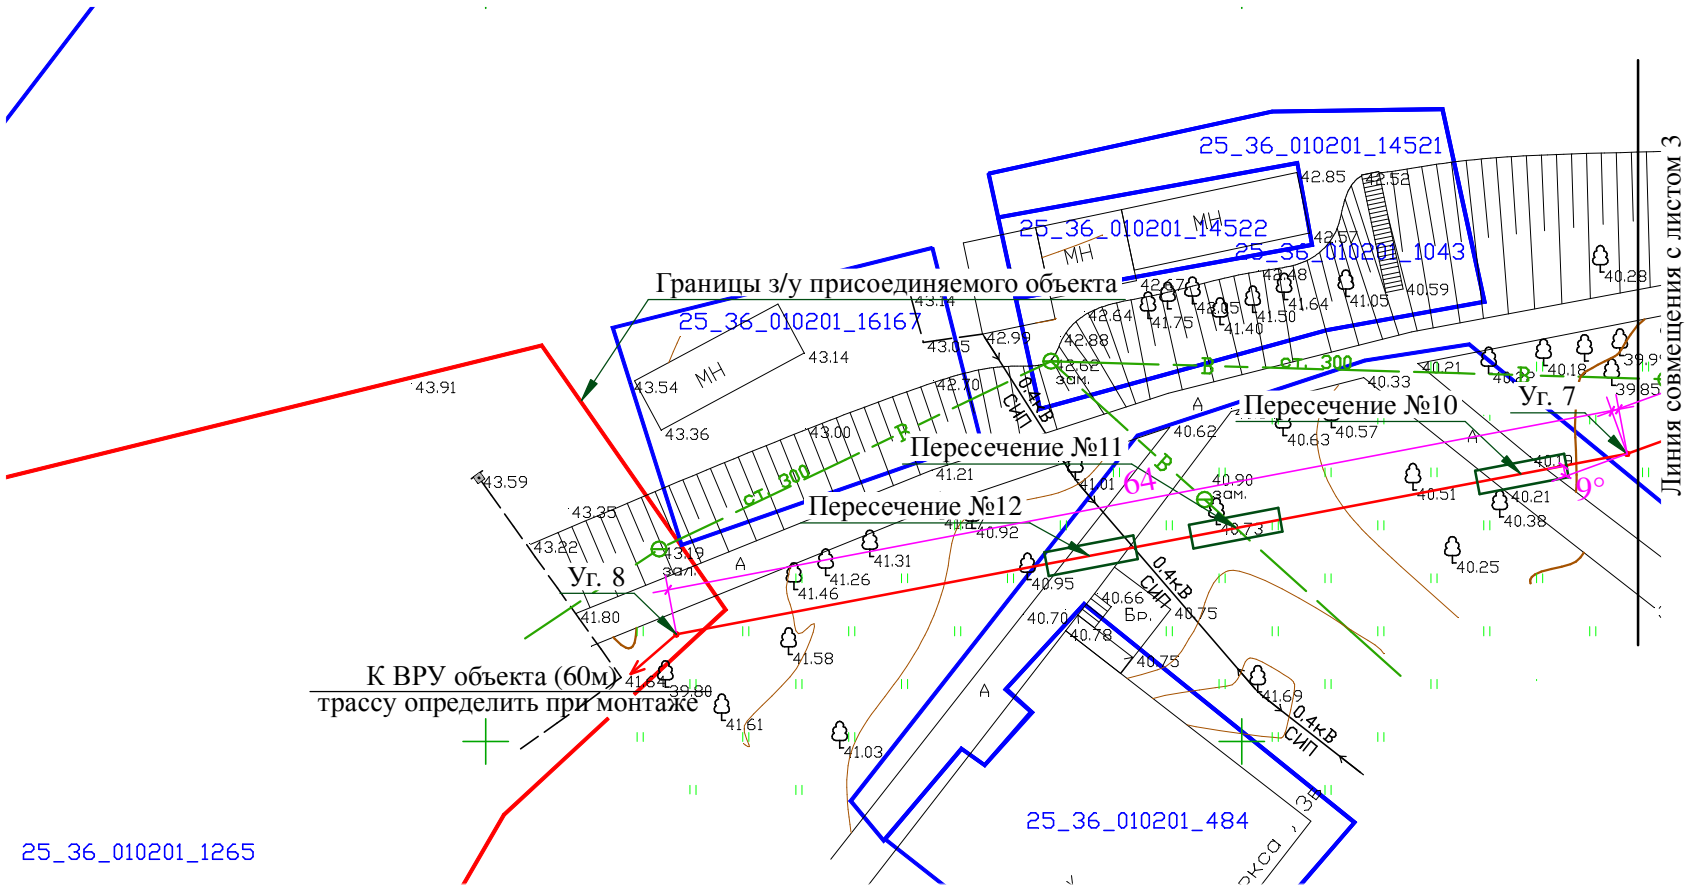 25_36_010201_14521
42.85
42.52
МН
25_36_010201_14522
42.57
25_36_010201_1043
МН
40.28
Границы з/у присоединяемого объекта
42.67
42.48
40.59
43.14
42.64
42.05
41.64
41.05
25_36_010201_16167
41.75
41.40
41.50
43.05
42.99
42.88
43.14
42.62
зам.
В
ст. 300
В
40.21
40.18
43.91
43.54
МН
42.70
0.4кВ
СИП
40.33
39.85
Пересечение №10
Уг. 7
А
43.36
43.00
В
40.62
40.63
40.57
А
Пересечение №11
В
40.19
43.59
ст. 300
41.21
41.01
64
40.90
зам.
40.51
40.21
9°
Линия совмещения с листом 3
43.35
Пересечение №12
40.92
40.73
40.38
43.22
43.19
зам.
А
41.31
41.26
41.46
40.95
0.4кВ
СИП
40.25
Уг. 8
41.80
40.66
Бр.
40.75
40.70
40.78
40.75
41.58
К ВРУ объекта (60м)
41.64
39.80
трассу определить при монтаже
А
41.69
41.61
41.03
0.4кВ
СИП
25_36_010201_484
25_36_010201_1265